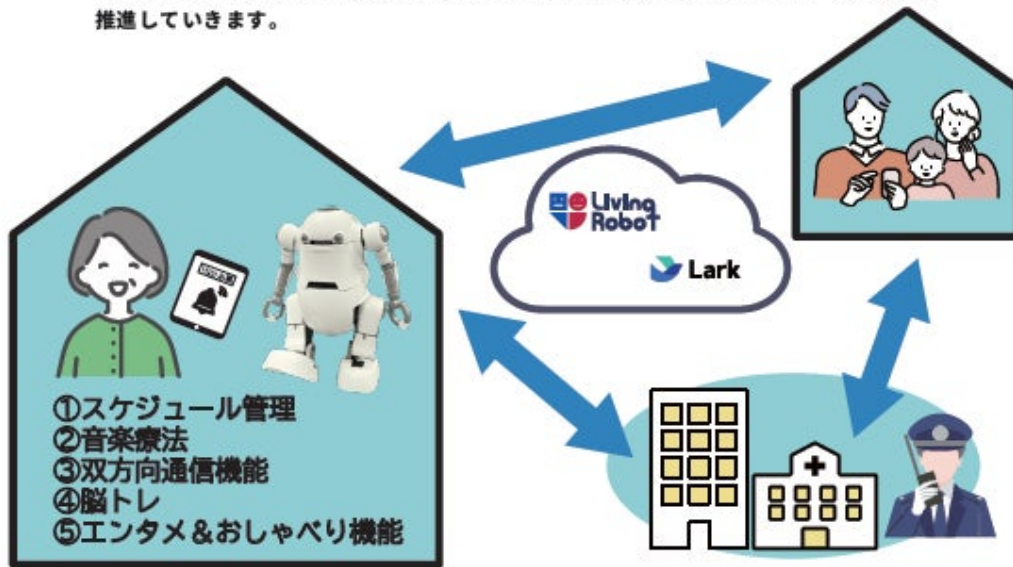 推進していきます。
Living
Robot
Lark
①スケジュール管理
②音楽療法
③双方向通信機能
④脳トレ
⑤エンタメ＆おしゃべり機能